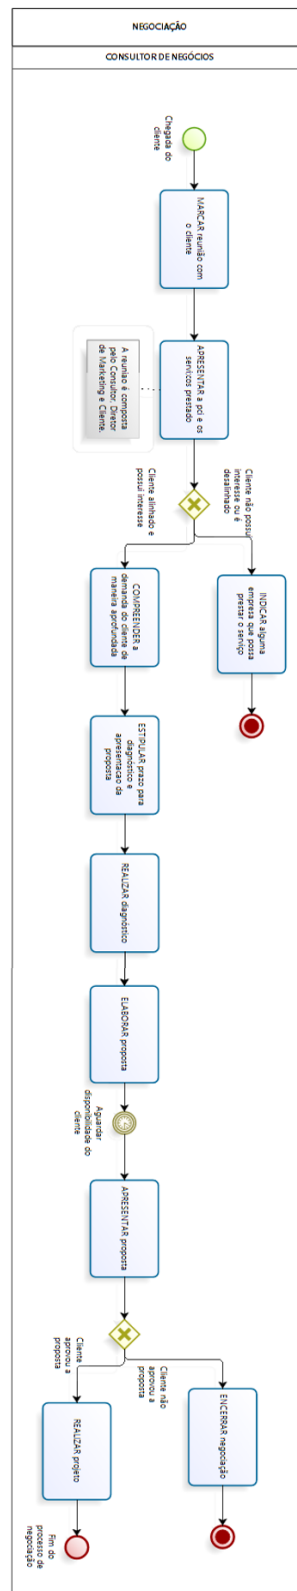 NEGOCIAÇÃO
CONSULTOR DE NEGÓCIOS
Chegada do
cliente
MARCAR reunião com
o cliente
APRESENTAR a pci e os
serviços prestado
A reunião é composta
pelo Consultor, Diretor
de Marketing e Cliente.
Cliente não possui
interesse ou é
desalinhado
Cliente alinhado e
possui interesse
INDICAR alguma
empresa que possa
prestar o serviço
COMPREENDER a
demanda do cliente de
maneira aprofundada
ESTIPULAR prazo para
diagnóstico e
apresentacao da
proposta
REALIZAR diagnóstico
ELABORAR proposta
Aguardar
disponibilidade do
cliente
APRESENTAR proposta
Cliente não
aprovou a
proposta
Cliente
aprovou a
proposta
ENCERRAR negociação
REALIZAR projeto
Fim do
processo de
negociação